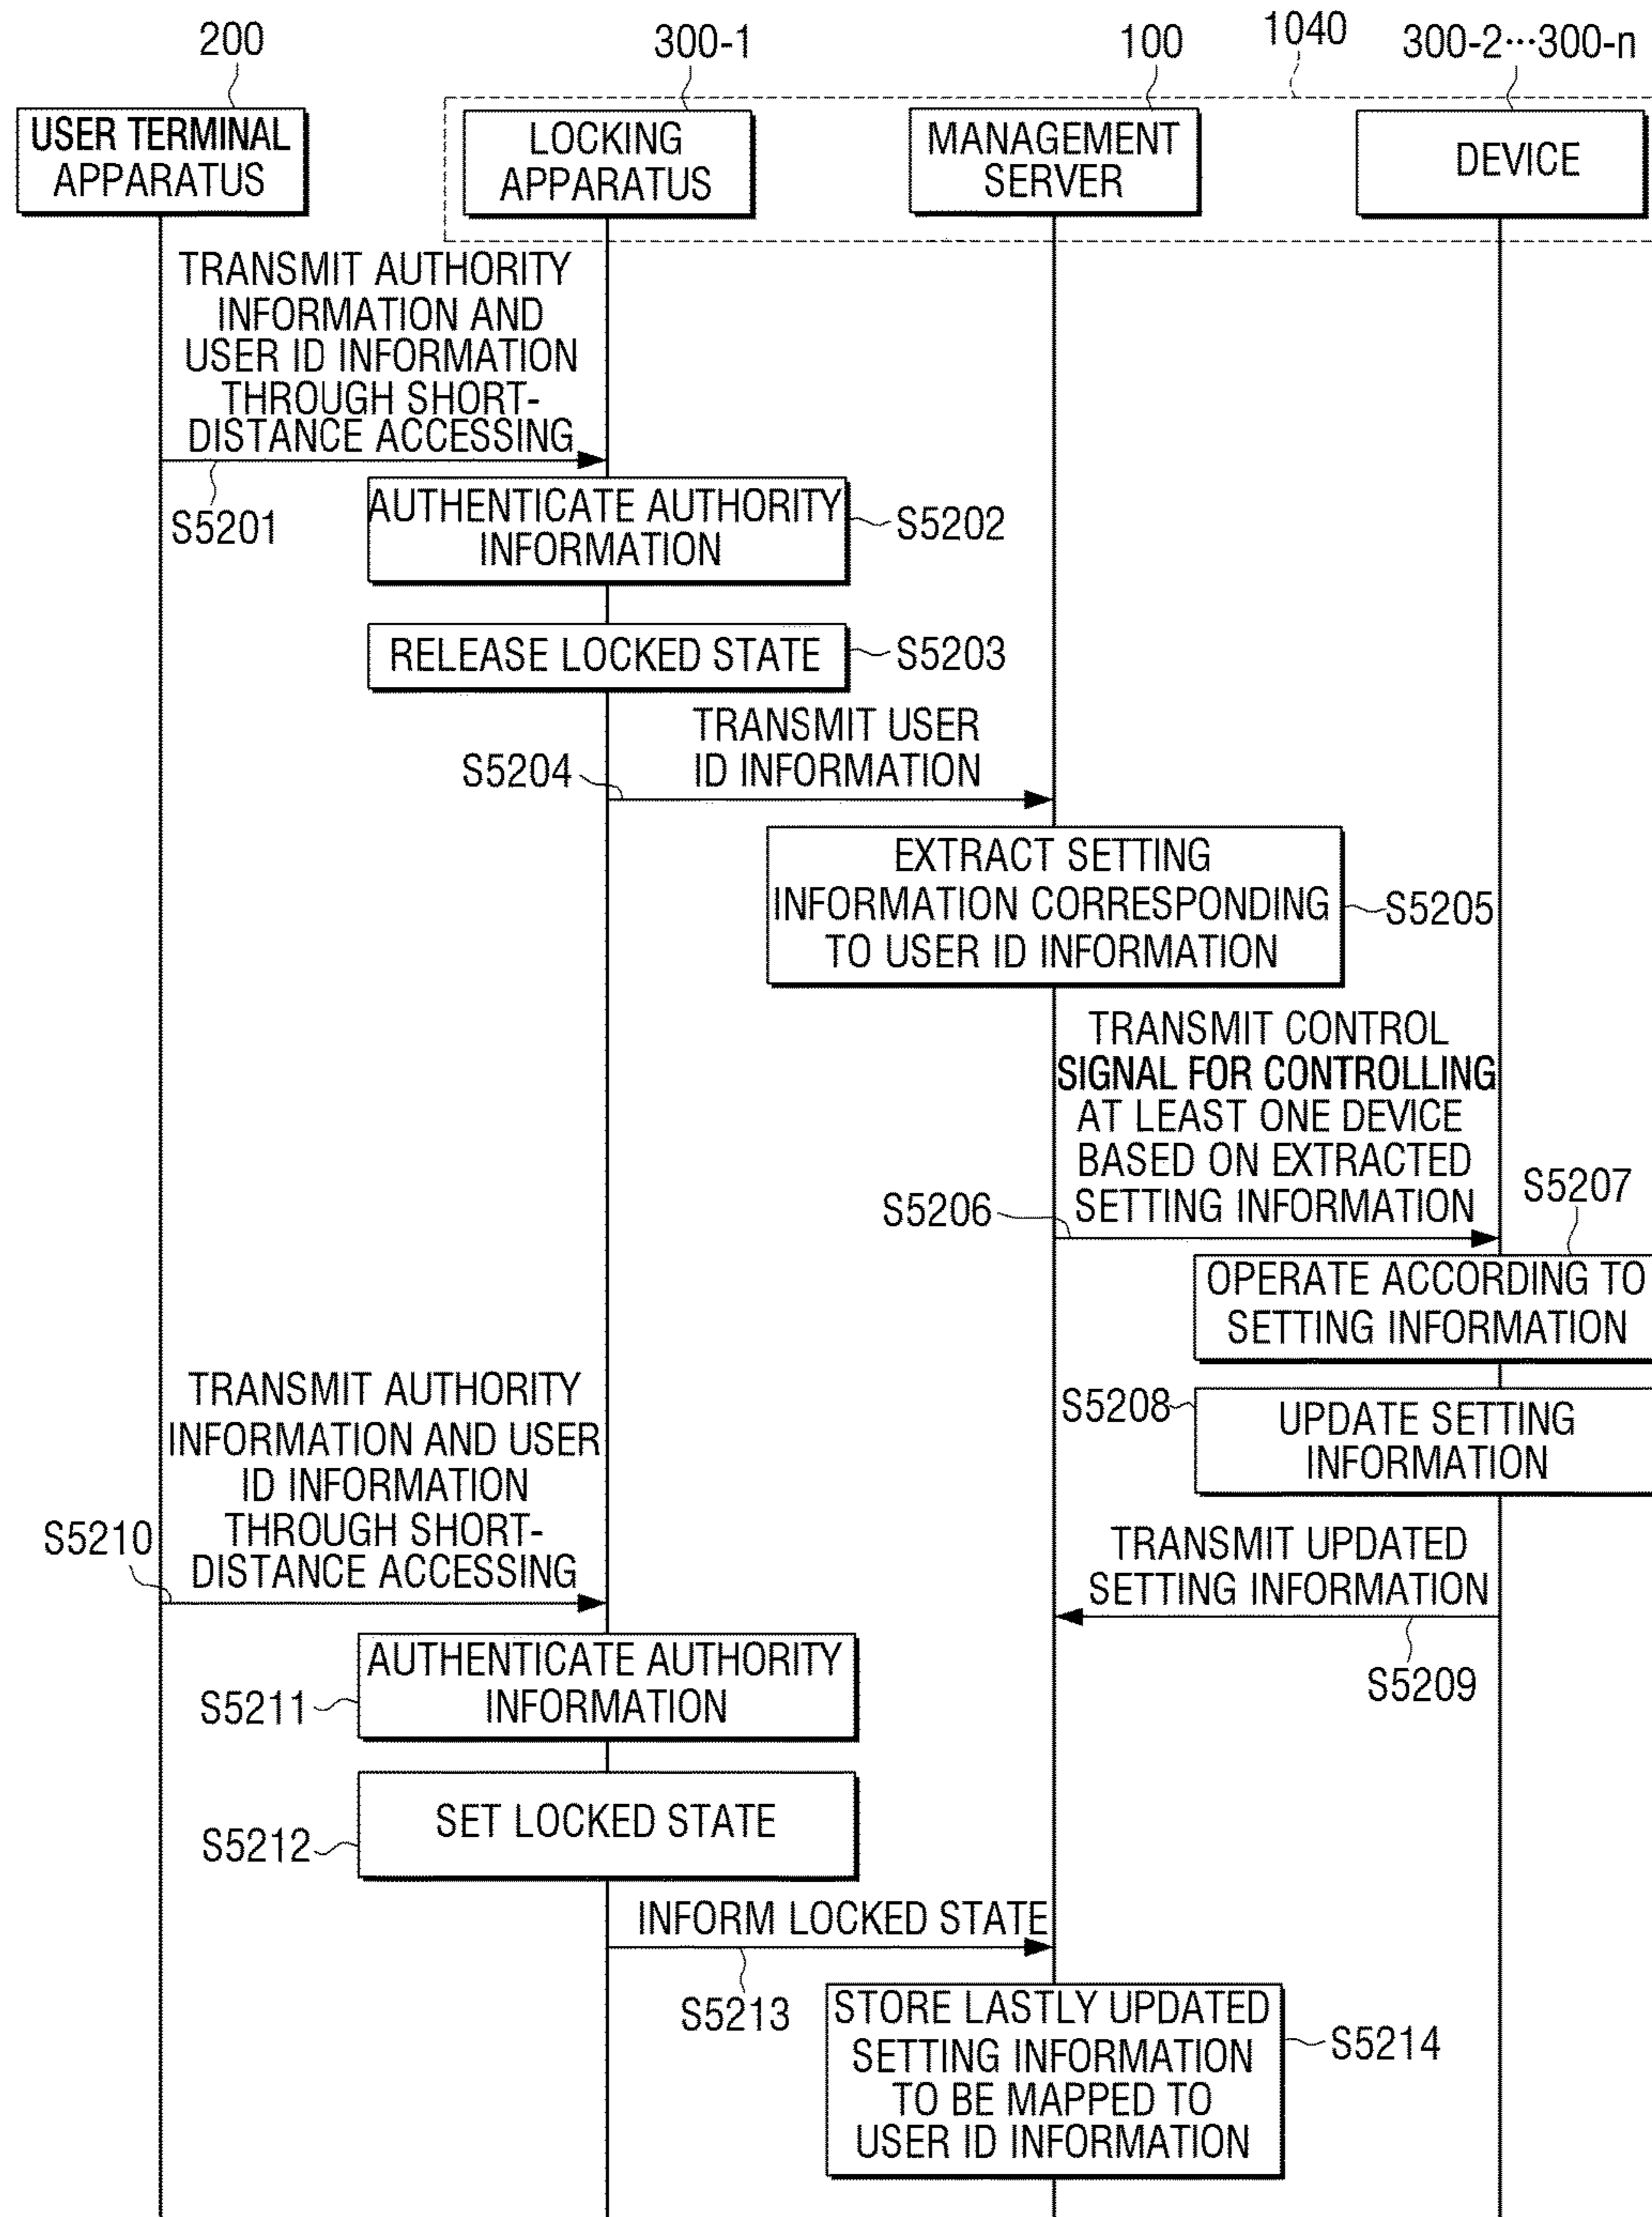 200
300-1
100
1040
300-2···300-n
USER TERMINAL
APPARATUS
LOCKING
APPARATUS
MANAGEMENT
SERVER
DEVICE
TRANSMIT AUTHORITY
INFORMATION AND
USER ID INFORMATION
THROUGH SHORT-
DISTANCE ACCESSING
S5201
AUTHENTICATE AUTHORITY
INFORMATION
S5202
RELEASE LOCKED STATE
S5203
TRANSMIT USER
ID INFORMATION
S5204
EXTRACT SETTING
INFORMATION CORRESPONDING
TO USER ID INFORMATION
S5205
TRANSMIT CONTROL
SIGNAL FOR CONTROLLING
AT LEAST ONE DEVICE
BASED ON EXTRACTED
SETTING INFORMATION
S5206
S5207
OPERATE ACCORDING TO
SETTING INFORMATION
S5208
UPDATE SETTING
INFORMATION
TRANSMIT AUTHORITY
INFORMATION AND USER
ID INFORMATION
THROUGH SHORT-
DISTANCE ACCESSING
S5210
TRANSMIT UPDATED
SETTING INFORMATION
S5209
AUTHENTICATE AUTHORITY
INFORMATION
S5211
SET LOCKED STATE
S5212
INFORM LOCKED STATE
S5213
STORE LASTLY UPDATED
SETTING INFORMATION
TO BE MAPPED TO
USER ID INFORMATION
S5214